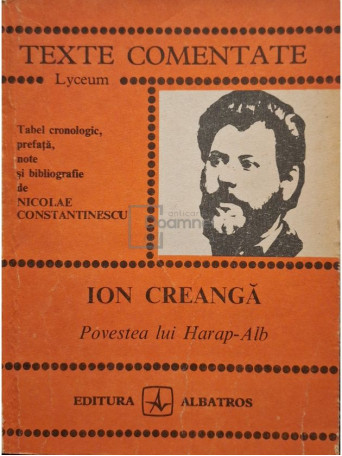 TEXTE COMENTATE
Lyceum
Tabel cronologic,
prefață,
note
și bibliografie
de
NICOLAE
CONSTANTINESCU
ION CREANGĂ
Povestea lui Harap-Alb
EDITURA ALBATROS